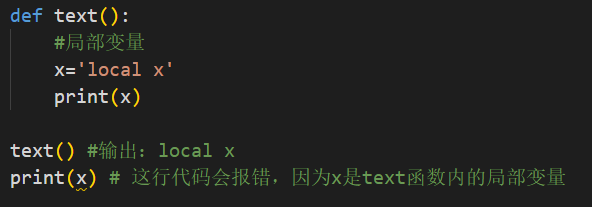 def text():
    #局部变量
    x='local x'
    print(x)
text() #输出：local x
print(x) # 这行代码会报错，因为x是text函数内的局部变量